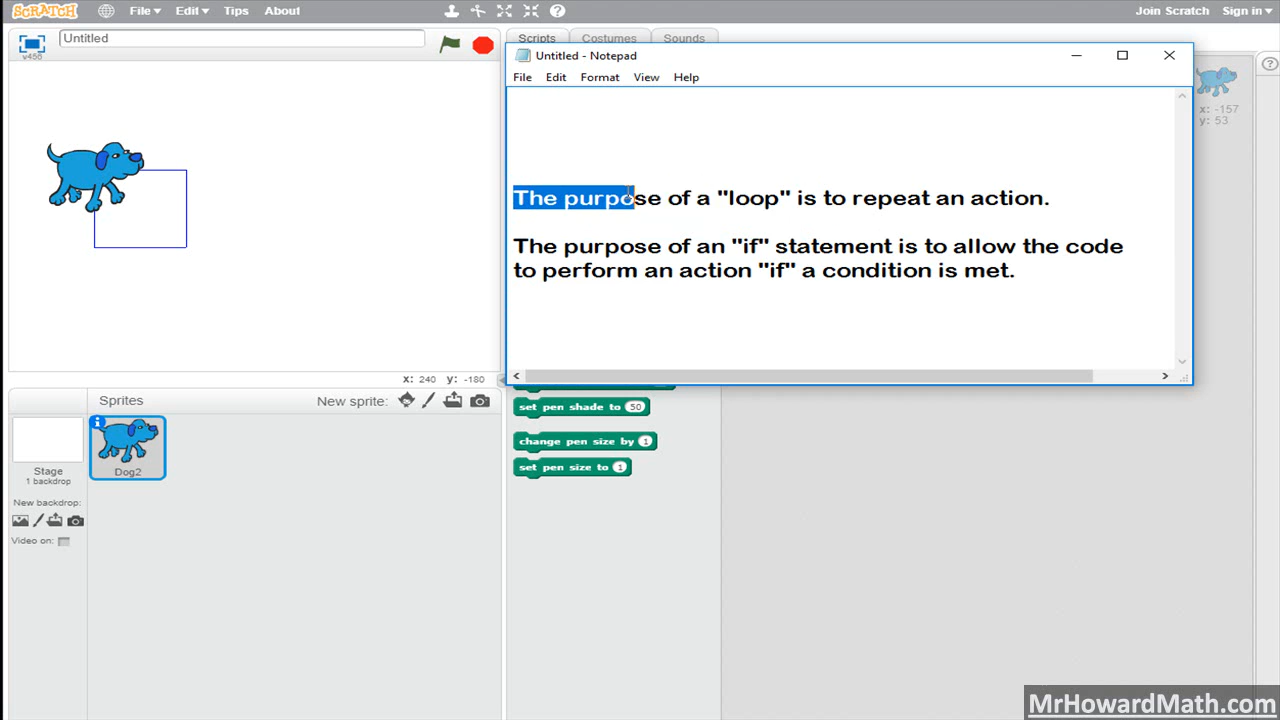 SCRATCH File Edit Tips About Join Scratch Sign in
Untitled
v456
Scripts Costumes Sounds
Untitled - Notepad
File Edit Format View Help
The purpose of a "loop" is to repeat an action.
The purpose of an "if" statement is to allow the code
to perform an action "if" a condition is met.
x: -157
y: 53
x: 240 y: -180
Sprites New sprite:
Stage
1 backdrop
New backdrop:
Video on:
Dog2
set pen shade to 50
change pen size by 1
set pen size to 1
MrHowardMath.com